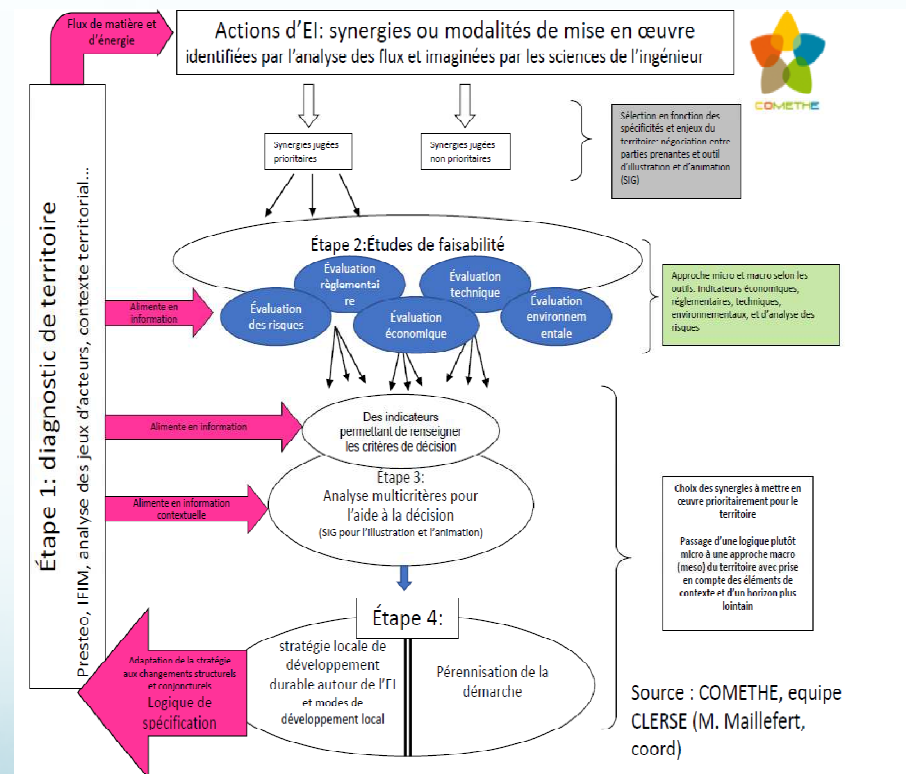 Flux de matière et
d'énergie
Actions d'EI: synergies ou modalités de mise en œuvre
identifiées par l'analyse des flux et imaginées par les sciences de l'ingénieur
COMETHE
Synergies jugées
prioritaires
Synergies jugées
non prioritaires
Sélection en fonction des
spécificités et enjeux du
territoire: négociation entre
parties prenantes et outil
d'illustration et d'animation
(SIG)
Étape 1: diagnostic de territoire
Presteo, IFIM, analyse des jeux d'acteurs, contexte territorial...
Étape 2:Études de faisabilité
Évaluation
règlementai
re
Évaluation
technique
Évaluation
des risques
Évaluation
économique
Évaluation
environnem
entale
Alimente en
information
Approche micro et macro selon les
outils. Indicateurs économiques,
réglementaires, techniques,
environnementaux, et d'analyse des
risques
Alimente en information
Des indicateurs
permettant de renseigner
les critères de décision
Alimente en information
contextuelle
Étape 3:
Analyse multicritères pour
l'aide à la décision
(SIG pour l'illustration et l'animation)
Choix des synergies à mettre en
œuvre prioritairement pour le
territoire
Passage d'une logique plutôt
micro à une approche macro
(meso) du territoire avec prise
en compte des éléments de
contexte et d'un horizon plus
lointain
Étape 4:
stratégie locale de
développement
durable autour de l'EI
et modes de
développement local
Pérennisation de la
démarche
Adaptation de la stratégie
aux changements structurels
et conjoncturels
Logique de
spécification
Source : COMETHE, equipe
CLERSE (M. Maillefert,
coord)